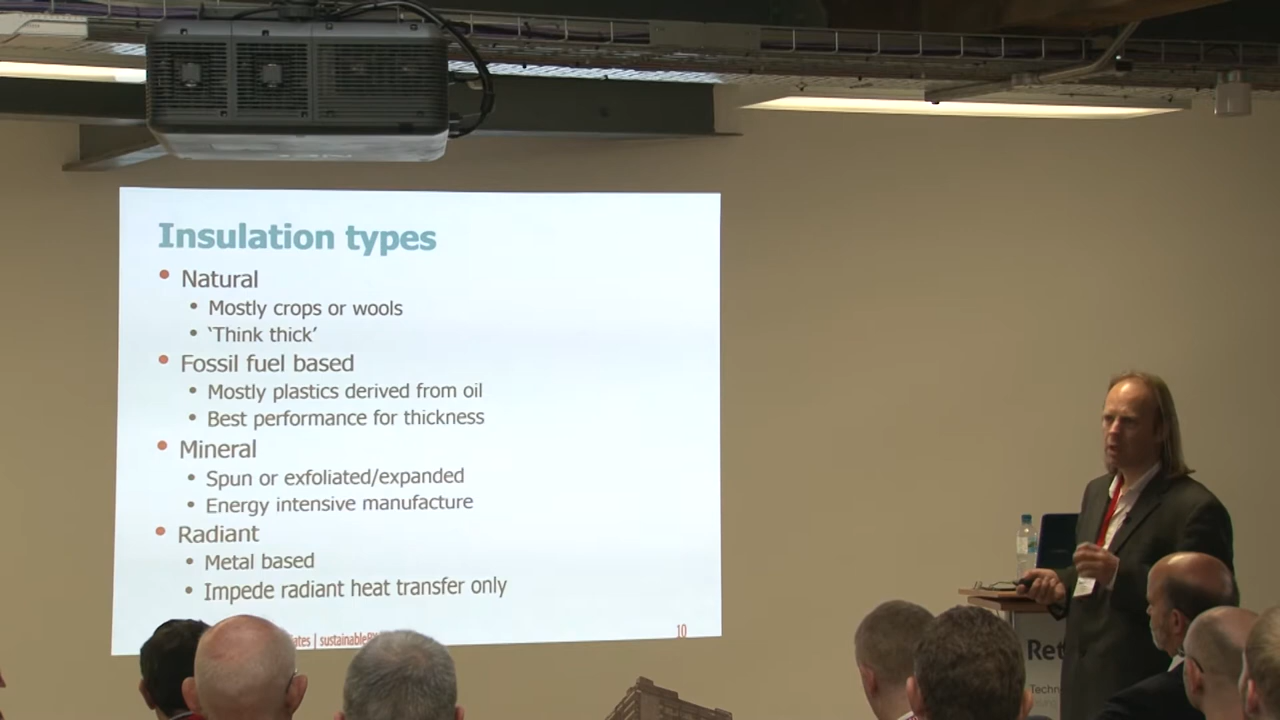 Insulation types
• Natural
• Mostly crops or wools
• ‘Think thick’
• Fossil fuel based
• Mostly plastics derived from oil
• Best performance for thickness
• Mineral
• Spun or exfoliated/expanded
• Energy intensive manufacture
• Radiant
• Metal based
• Impede radiant heat transfer only
10